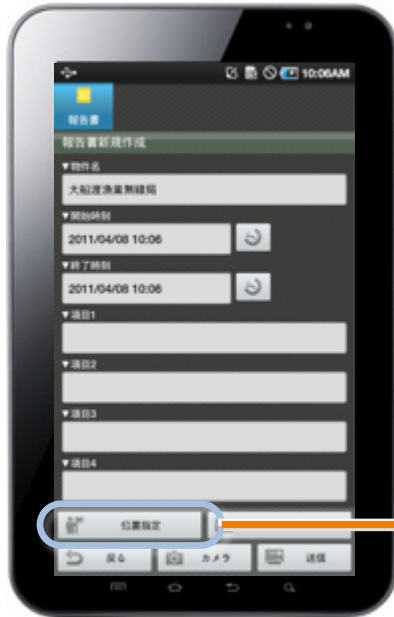 10:06AM
報告書
報告書新規作成
▼物件名
大船渡漁業無線局
▼開始時刻
2011/04/08 10:06
▼終了時刻
2011/04/08 10:06
▼項目1
▼項目2
▼項目3
▼項目4
位置指定
戻る カメラ 送信